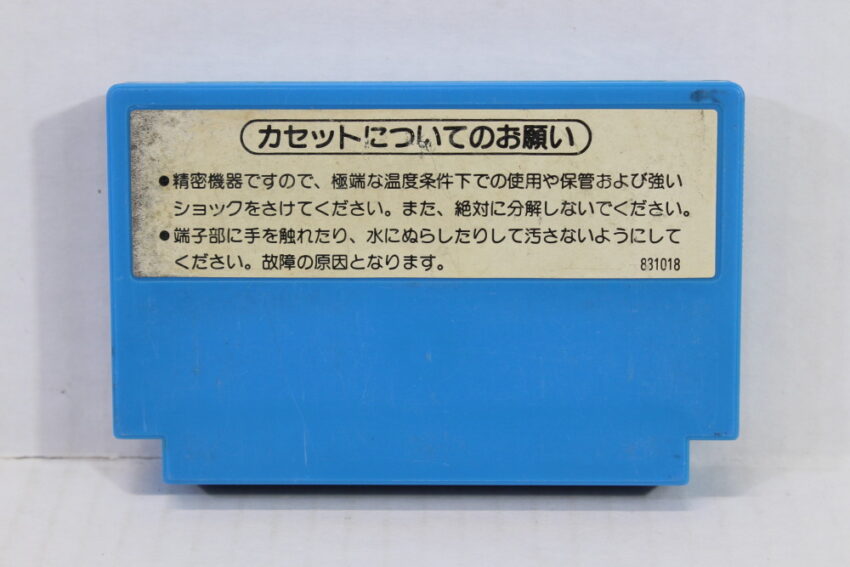 カセットについてのお願い
●精密機器ですので、極端な温度条件下での使用や保管および強い
ショックをさけてください。また、絶対に分解しないでください。
●端子部に手を触れたり、水にぬらしたりして汚さないようにして
ください。故障の原因となります。
831018